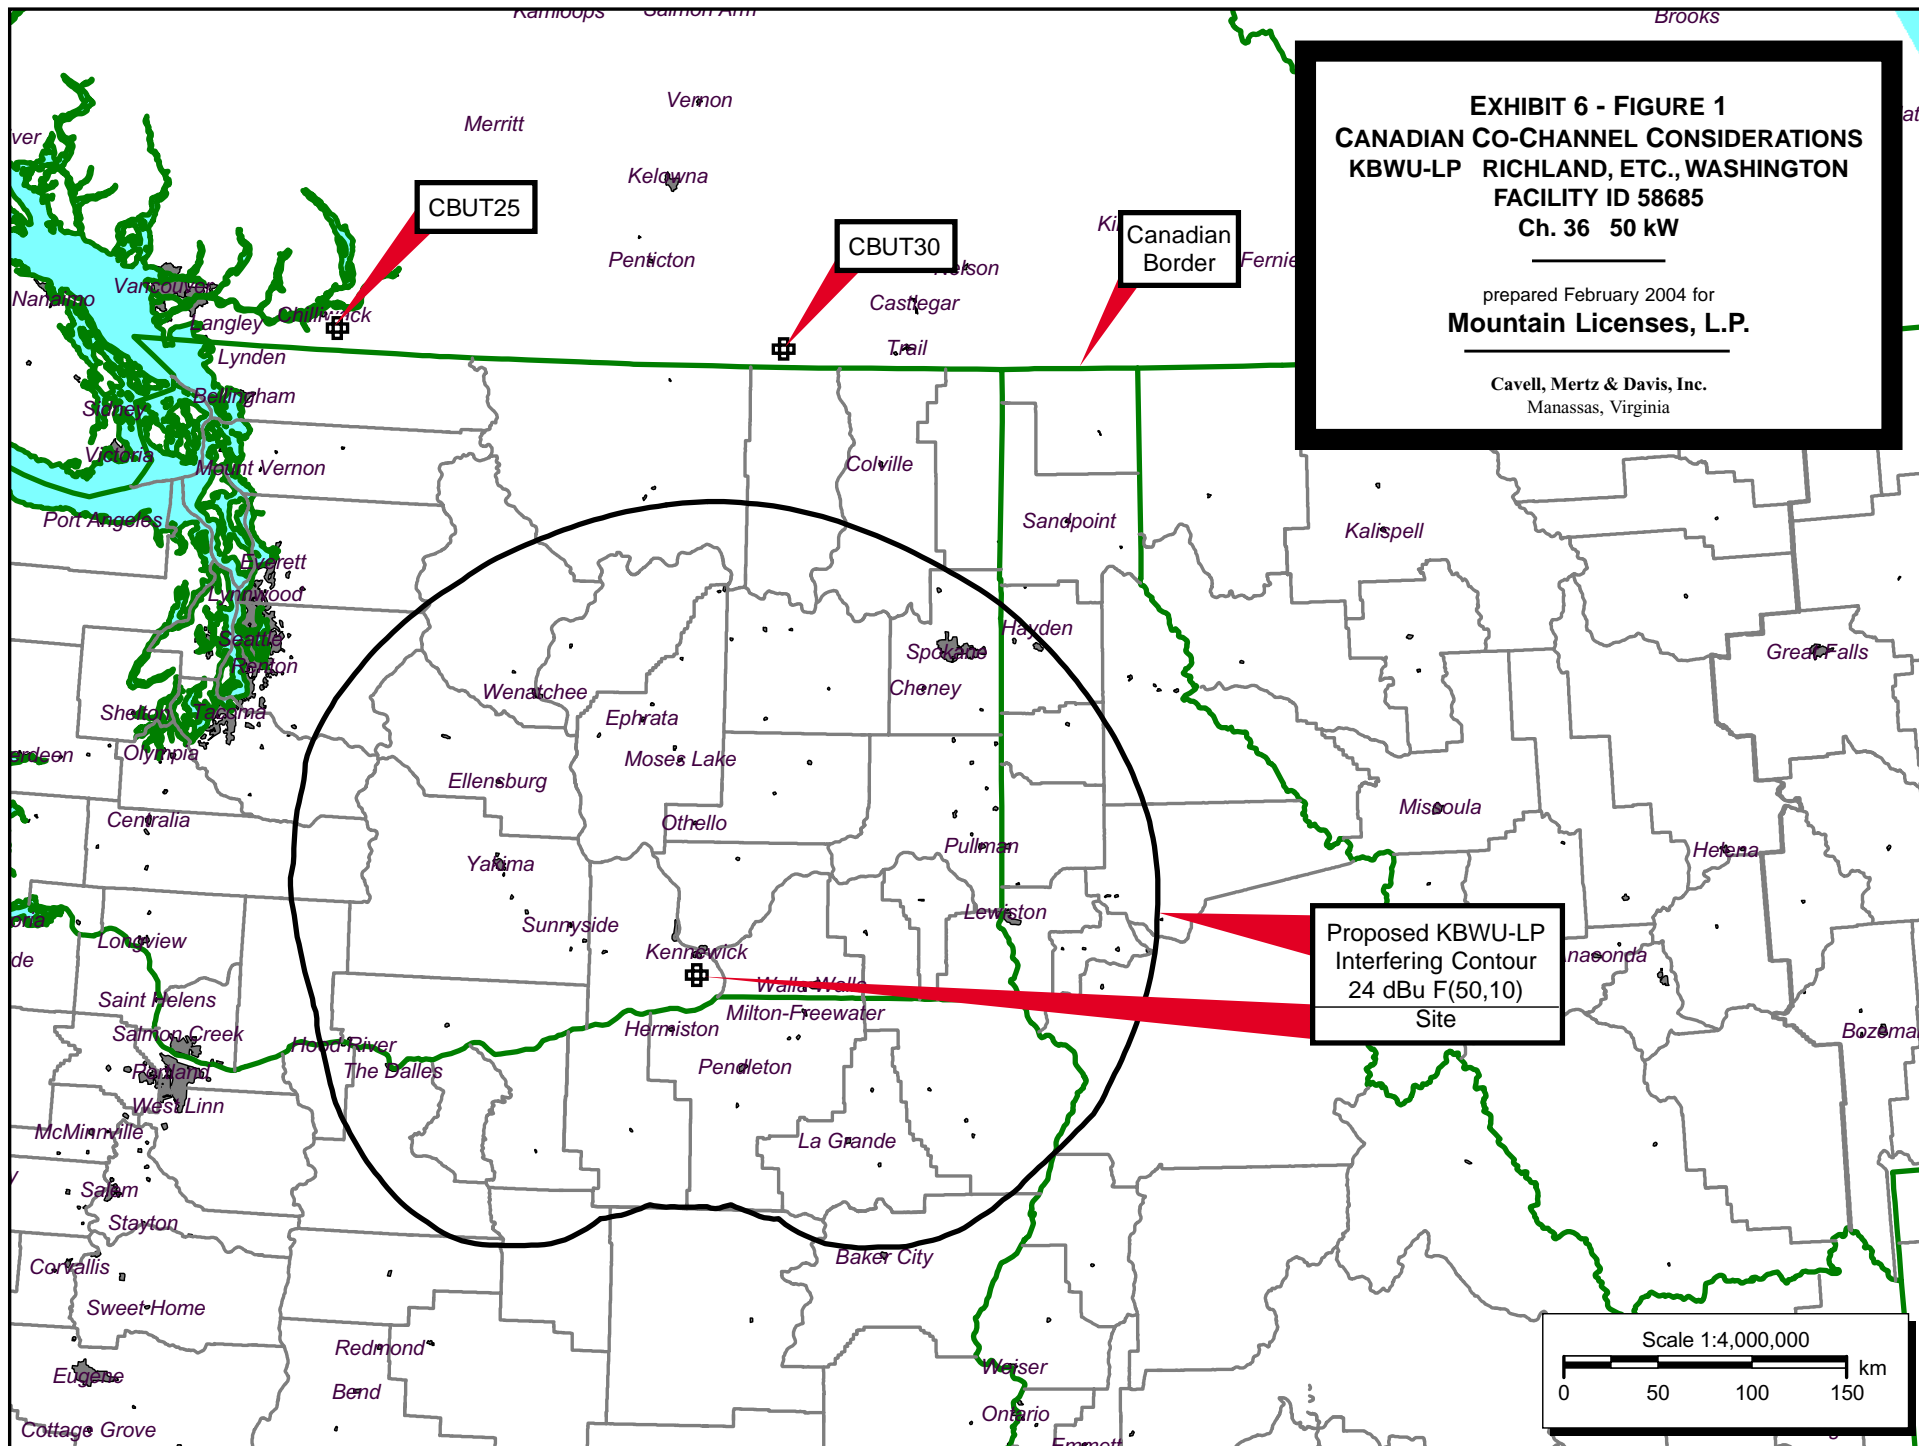 Kamloops
Salmon Arm
Brooks
Vernon
Merritt
Kelowna
CBUT25
CBUT30
Canadian
Border
Penticton
Nelson
Fernie
Castlegar
Trail
Nanaimo
Vancouver
Langley
Chilliwack
Lynden
Bellingham
Sidney
Victoria
Mount Vernon
Port Angeles
EXHIBIT 6 - FIGURE 1
CANADIAN CO-CHANNEL CONSIDERATIONS
KBWU-LP RICHLAND, ETC., WASHINGTON
FACILITY ID 58685
Ch. 36 50 kW
prepared February 2004 for
Mountain Licenses, L.P.
Cavell, Mertz & Davis, Inc.
Manassas, Virginia
Colville
Sandpoint
Kalispell
Everett
Lynnwood
Seattle
Renton
Hayden
Spokane
Cheney
Great Falls
Wenatchee
Ephrata
Shelton
Tacoma
Olympia
Moses Lake
Ellensburg
Othello
Centralia
Missoula
Yakima
Pullman
Helena
Sunnyside
Lewiston
Longview
Kennewick
Anaconda
Walla Walla
Proposed KBWU-LP
Interfering Contour
24 dBu F(50,10)
Site
Saint Helens
Milton-Freewater
Salmon Creek
Hermiston
Hood River
Bozeman
Portland
The Dalles
Pendleton
West Linn
McMinnville
La Grande
Salem
Stayton
Corvallis
Baker City
Sweet Home
Redmond
Eugene
Weiser
Bend
Ontario
Cottage Grove
Emmett
Scale 1:4,000,000
km
0 50 100 150